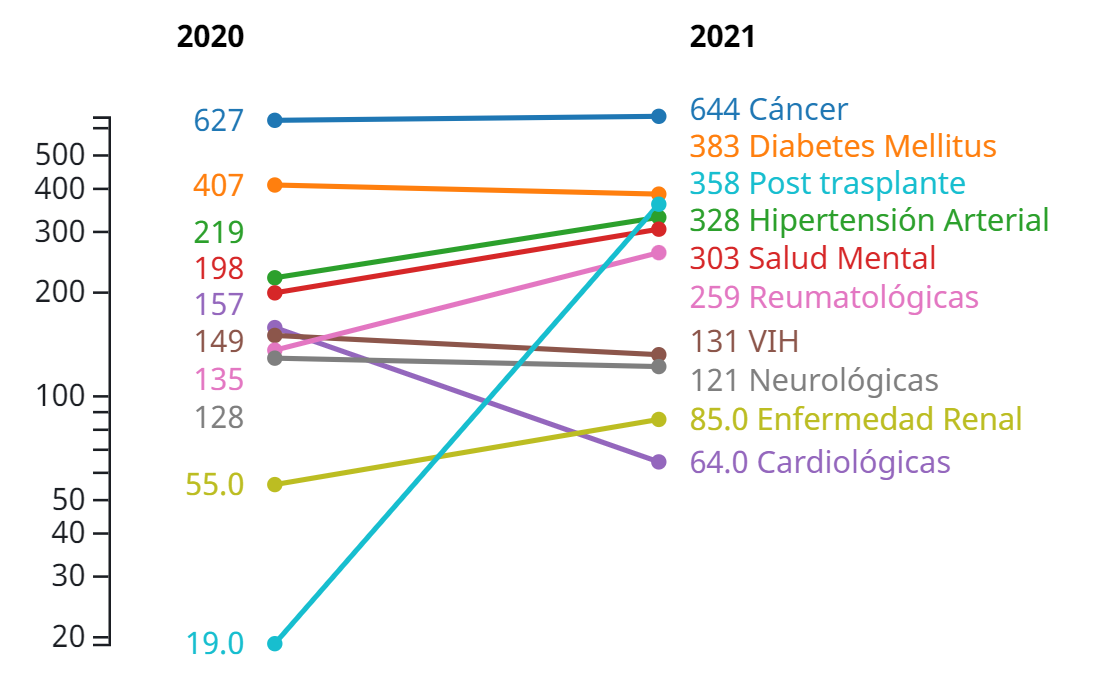 2020
2021
500
400
300
200
100
50
40
30
20
627
407
219
198
157
149
135
128
55.0
19.0
644 Cáncer
383 Diabetes Mellitus
358 Post trasplante
328 Hipertensión Arterial
303 Salud Mental
259 Reumatológicas
131 VIH
121 Neurológicas
85.0 Enfermedad Renal
64.0 Cardiológicas